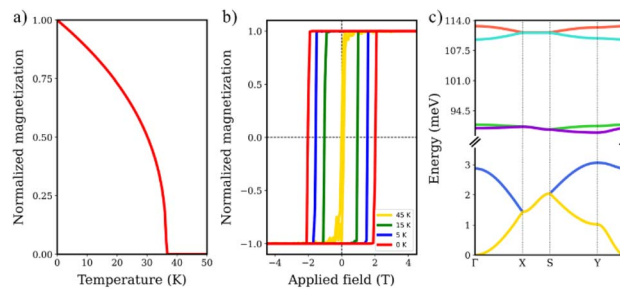 a)
1.00
0.75
0.50
0.25
0.00
Normalized magnetization
0 10 20 30 40 50
Temperature (K)
b)
1.0
0.5
0.0
−0.5
−1.0
Normalized magnetization
45 K
15 K
5 K
0 K
−4 −2 0 2 4
Applied field (T)
c)
114.0
107.5
101.0
94.5
3
2
1
0
Energy (meV)
Γ X S Y